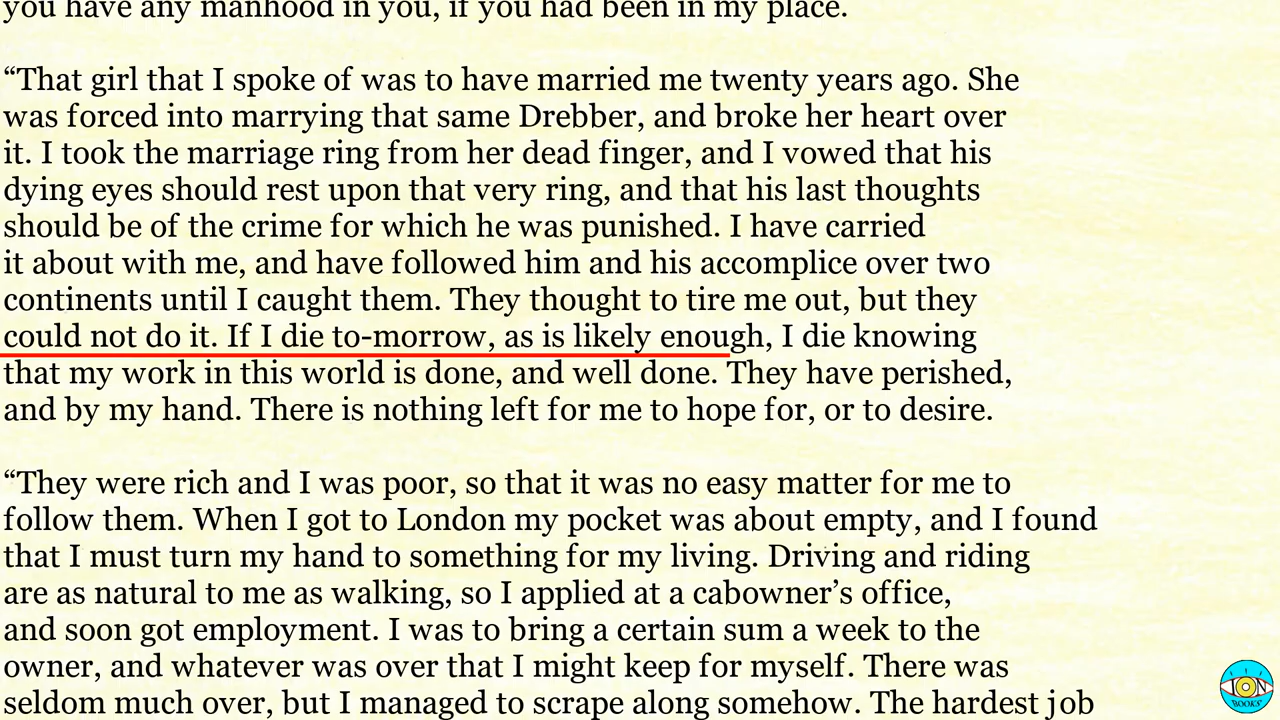 you have any manhood in you, if you had been in my place.
“That girl that I spoke of was to have married me twenty years ago. She
was forced into marrying that same Drebber, and broke her heart over
it. I took the marriage ring from her dead finger, and I vowed that his
dying eyes should rest upon that very ring, and that his last thoughts
should be of the crime for which he was punished. I have carried
it about with me, and have followed him and his accomplice over two
continents until I caught them. They thought to tire me out, but they
could not do it. If I die to-morrow, as is likely enough, I die knowing
that my work in this world is done, and well done. They have perished,
and by my hand. There is nothing left for me to hope for, or to desire.
“They were rich and I was poor, so that it was no easy matter for me to
follow them. When I got to London my pocket was about empty, and I found
that I must turn my hand to something for my living. Driving and riding
are as natural to me as walking, so I applied at a cabowner’s office,
and soon got employment. I was to bring a certain sum a week to the
owner, and whatever was over that I might keep for myself. There was
seldom much over, but I managed to scrape along somehow. The hardest job
ION
BOOKS